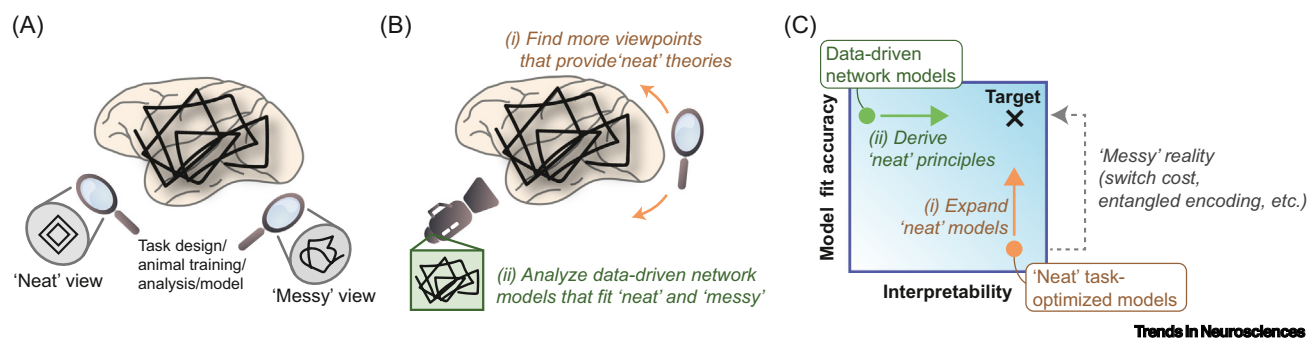 (A)
Task design/
animal training/
analysis/model
'Neat' view
'Messy' view
(B)
(i) Find more viewpoints
that provide'neat' theories
(ii) Analyze data-driven network
models that fit 'neat' and 'messy'
(C)
Data-driven
network models
Target
Model fit accuracy
(ii) Derive
'neat' principles
(i) Expand
'neat' models
'Messy' reality
(switch cost,
entangled encoding, etc.)
Interpretability
'Neat' task-
optimized models
Trends in Neurosciences